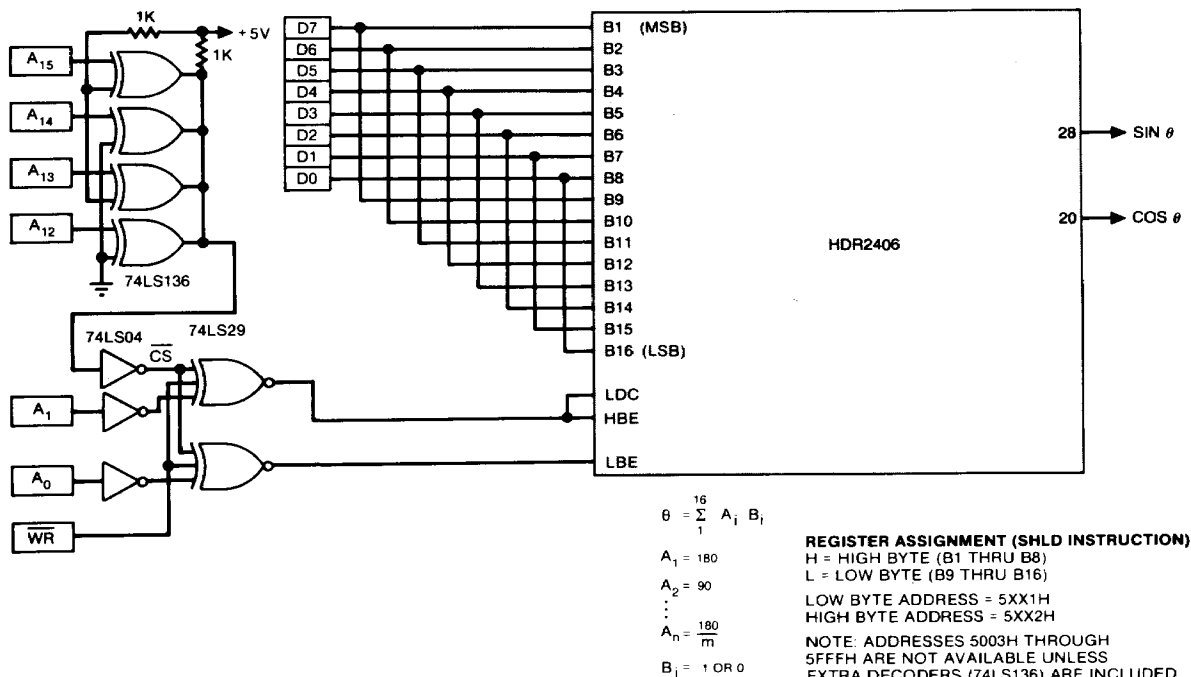 1K
+5V
1K
A15
A14
A13
A12
74LS136
74LS04
CS
74LS29
A1
A0
WR
D7
D6
D5
D4
D3
D2
D1
D0
B1 (MSB)
B2
B3
B4
B5
B6
B7
B8
B9
B10
B11
B12
B13
B14
B15
B16 (LSB)
LDC
HBE
LBE
HDR2406
28 SIN θ
20 COS θ
θ = 16 Σ 1 Ai Bi
A1 = 180
A2 = 90
⋮
An = 180/m
Bi = 1 OR 0
REGISTER ASSIGNMENT (SHLD INSTRUCTION)
H = HIGH BYTE (B1 THRU B8)
L = LOW BYTE (B9 THRU B16)
LOW BYTE ADDRESS = 5XX1H
HIGH BYTE ADDRESS = 5XX2H
NOTE: ADDRESSES 5003H THROUGH
5FFFH ARE NOT AVAILABLE UNLESS
EXTRA DECODERS (74LS136) ARE INCLUDED